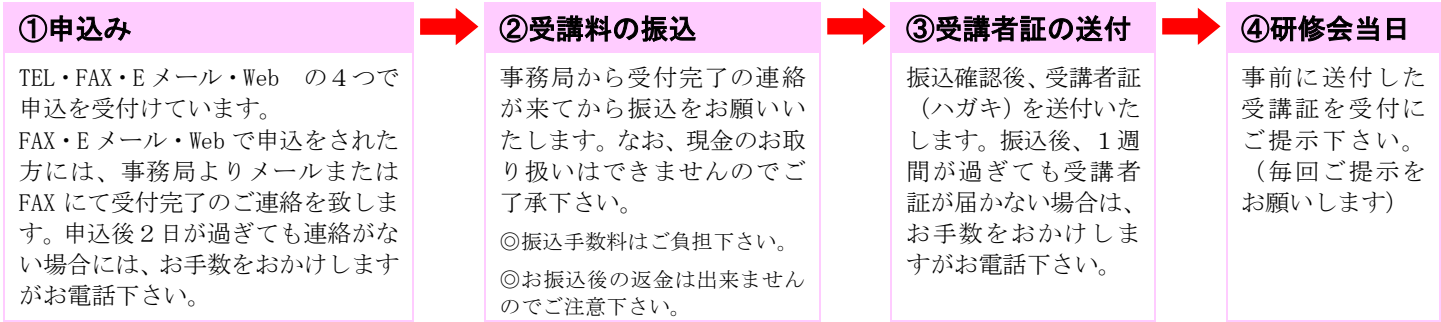 ①申込み
TEL・FAX・Eメール・Web　の４つで
申込を受付けています。
FAX・Eメール・Webで申込をされた
方には、事務局よりメールまたは
FAXにて受付完了のご連絡を致しま
す。申込後２日が過ぎても連絡がな
い場合には、お手数をおかけします
がお電話下さい。
②受講料の振込
事務局から受付完了の連絡
が来てから振込をお願いい
たします。なお、現金のお取
り扱いはできませんのでご
了承下さい。
◎振込手数料はご負担下さい。
◎お振込後の返金は出来ません
のでご注意下さい。
③受講者証の送付
振込確認後、受講者証
（ハガキ）を送付いた
します。振込後、１週
間が過ぎても受講者
証が届かない場合は、
お手数をおかけしま
すがお電話下さい。
④研修会当日
事前に送付した
受講証を受付に
ご提示下さい。
（毎回ご提示を
お願いします）